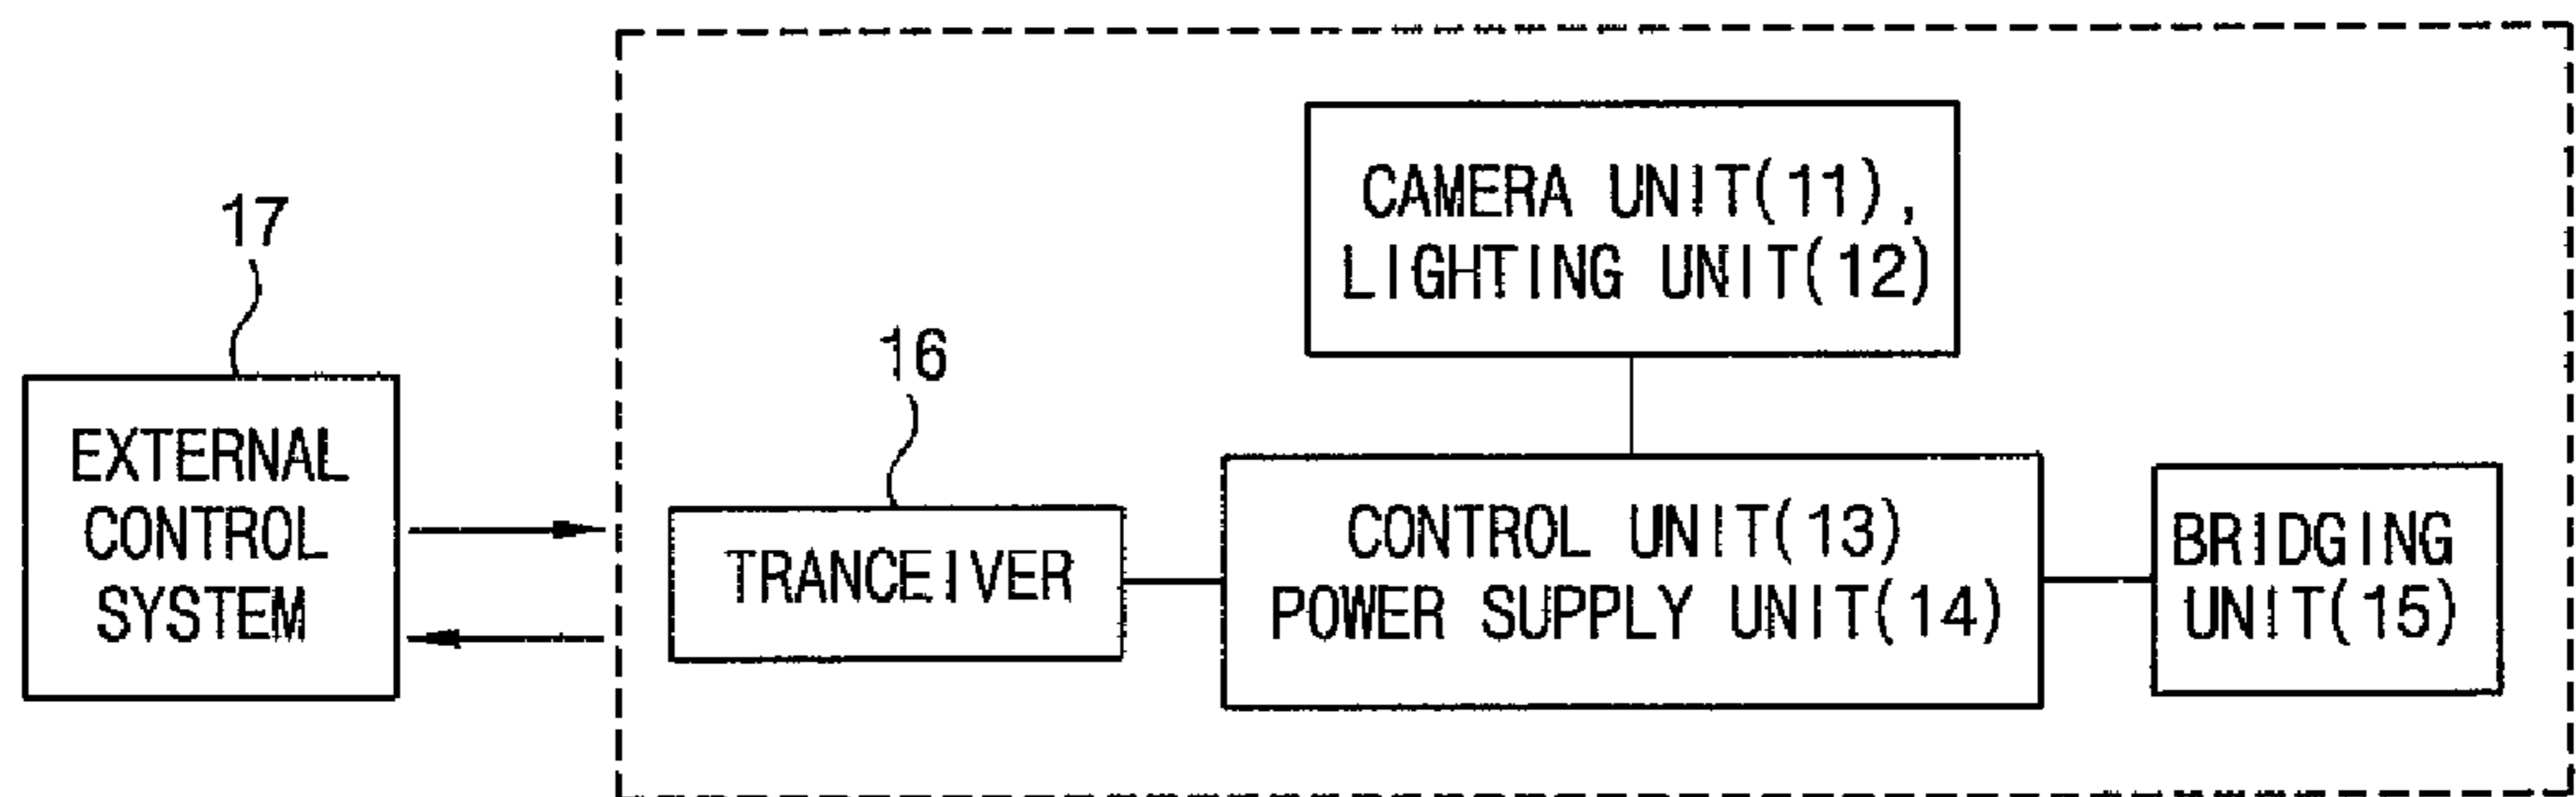 17
EXTERNAL
CONTROL
SYSTEM
16
TRANCEIVER
CAMERA UNIT(11),
LIGHTING UNIT(12)
CONTROL UNIT(13)
POWER SUPPLY UNIT(14)
BRIDGING
UNIT(15)